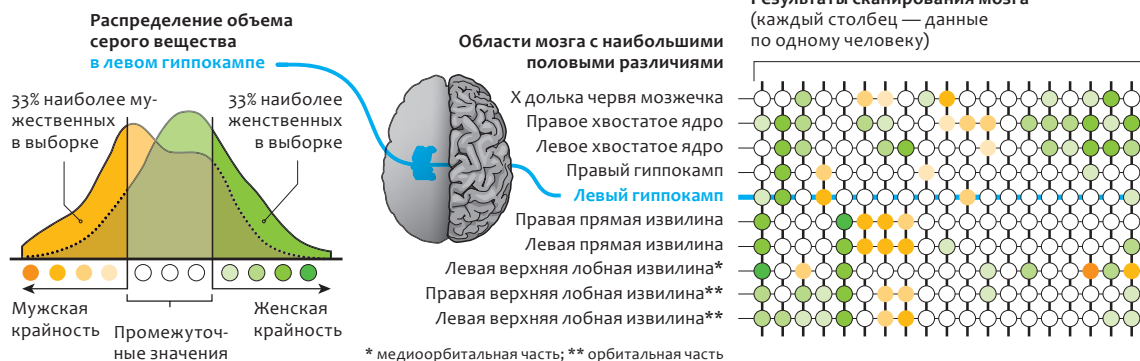 Распределение объема
серого вещества
в левом гиппокампе
33% наиболее му-
жественных
в выборке
33% наиболее
женственных
в выборке
Мужская
крайность
Промежуточ-
ные значения
Женская
крайность
Области мозга с наибольшими
половыми различиями
X долька червя мозжечка
Правое хвостатое ядро
Левое хвостатое ядро
Правый гиппокамп
Левый гиппокамп
Правая прямая извилина
Левая прямая извилина
Левая верхняя лобная извилина*
Правая верхняя лобная извилина**
Левая верхняя лобная извилина**
* медиоорбитальная часть; ** орбитальная часть
Результаты сканирования мозга
(каждый столбец — данные
по одному человеку)